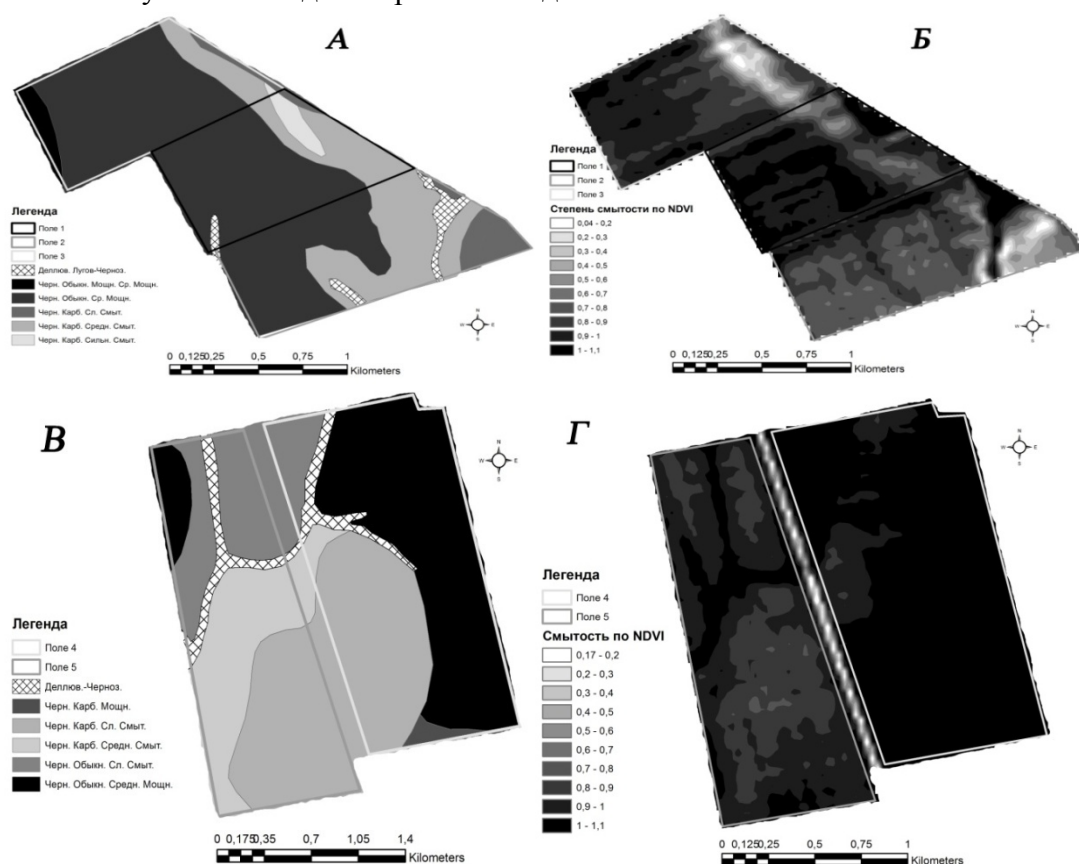 А
Легенда
Поле 1
Поле 2
Поле 3
Деллюв. Лугов-Черноз.
Черн. Обыкн. Мощн. Ср. Мощн.
Черн. Обыкн. Ср. Мощн.
Черн. Карб. Сл. Смыт.
Черн. Карб. Средн. Смыт.
Черн. Карб. Сильн. Смыт.
N
W
E
S
0 0,125 0,25 0,5 0,75 1
Kilometers
Б
Легенда
Поле 1
Поле 2
Поле 3
Степень смытости по NDVI
0,04 - 0,2
0,2 - 0,3
0,3 - 0,4
0,4 - 0,5
0,5 - 0,6
0,6 - 0,7
0,7 - 0,8
0,8 - 0,9
0,9 - 1
1 - 1,1
N
W
E
S
0 0,125 0,25 0,5 0,75 1
Kilometers
В
N
W
E
S
Легенда
Поле 4
Поле 5
Деллюв.-Черноз.
Черн. Карб. Мощн.
Черн. Карб. Сл. Смыт.
Черн. Карб. Средн. Смыт.
Черн. Обыкн. Сл. Смыт.
Черн. Обыкн. Средн. Мощн.
0 0,175 0,35 0,7 1,05 1,4
Kilometers
Г
N
W
E
S
Легенда
Поле 4
Поле 5
Смытость по NDVI
0,17 - 0,2
0,2 - 0,3
0,3 - 0,4
0,4 - 0,5
0,5 - 0,6
0,6 - 0,7
0,7 - 0,8
0,8 - 0,9
0,9 - 1
1 - 1,1
0 0,125 0,25 0,5 0,75 1
Kilometers